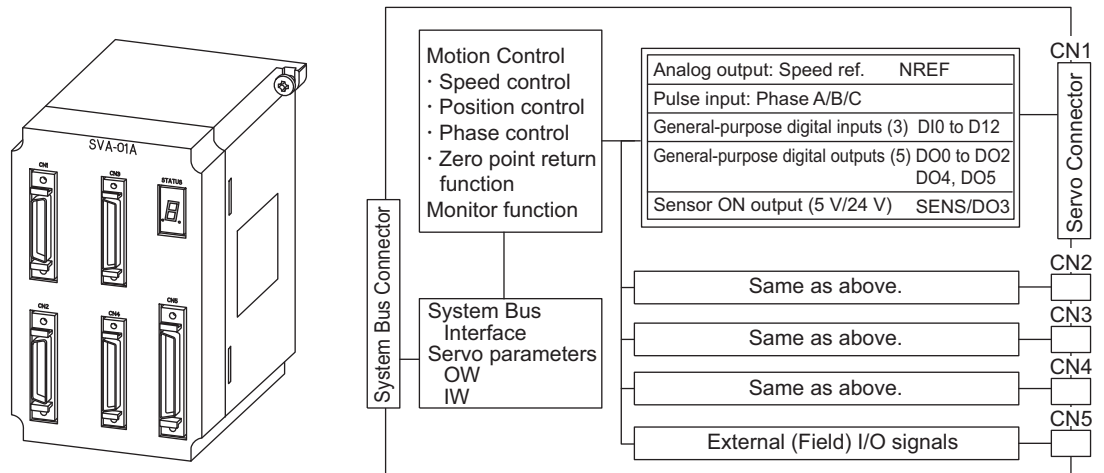 SVA-01A
CN1
CN3
STATUS
8.
CN2
CN4
CN5
System Bus Connector
Motion Control
· Speed control
· Position control
· Phase control
· Zero point return
function
Monitor function
System Bus
Interface
Servo parameters
OW
IW
Analog output: Speed ref. NREF
Pulse input: Phase A/B/C
General-purpose digital inputs (3) DI0 to D12
General-purpose digital outputs (5) DO0 to DO2
DO4, DO5
Sensor ON output (5 V/24 V) SENS/DO3
CN1
Servo Connector
Same as above.
CN2
Same as above.
CN3
Same as above.
CN4
External (Field) I/O signals
CN5